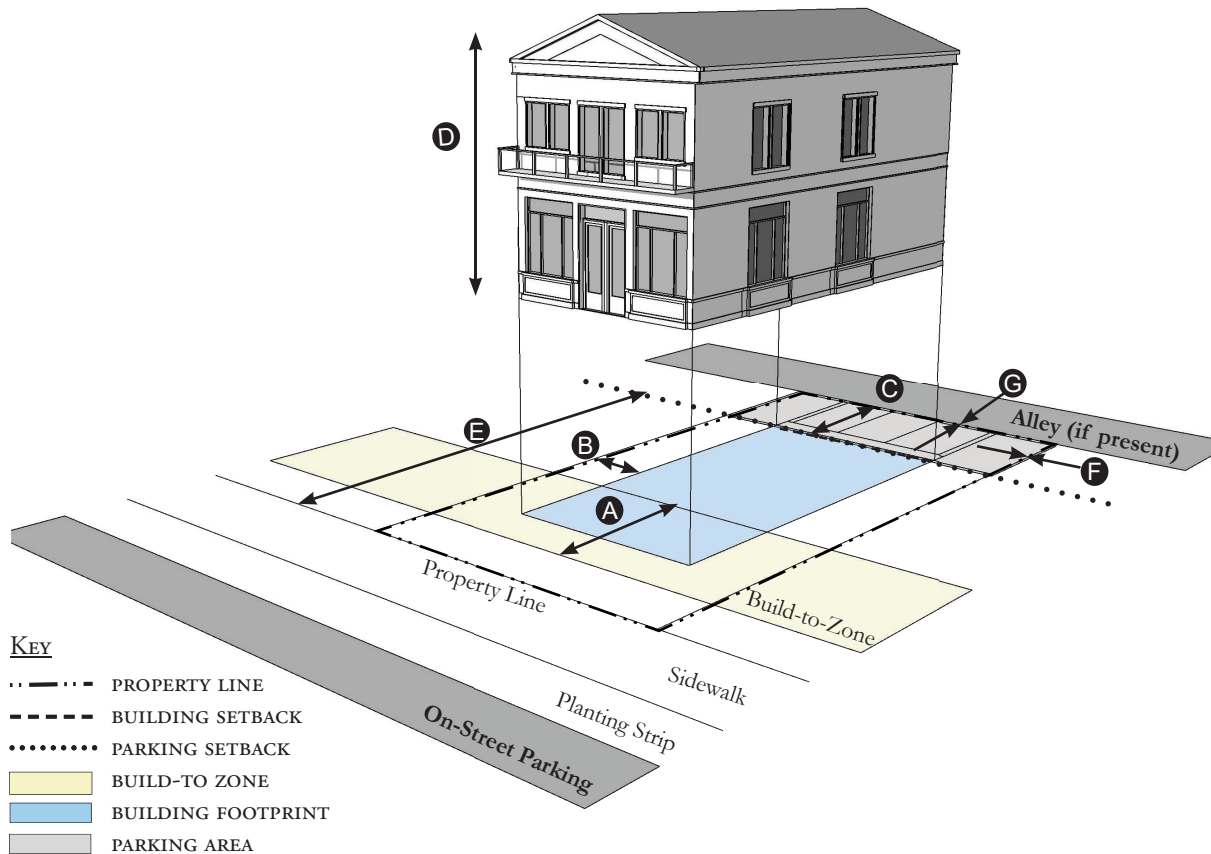 D
C
G
Alley (if present)
E
B
F
A
Property Line
Build-to-Zone
Sidewalk
Planting Strip
On-Street Parking
KEY
PROPERTY LINE
BUILDING SETBACK
PARKING SETBACK
BUILD-TO ZONE
BUILDING FOOTPRINT
PARKING AREA